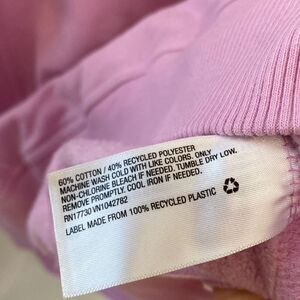 60% COTTON / 40% RECYCLED POLYESTER
MACHINE WASH COLD WITH LIKE COLORS. ONLY
NON-CHLORINE BLEACH IF NEEDED. TUMBLE DRY LOW.
REMOVE PROMPTLY. COOL IRON IF NEEDED.
RN17730 VN1042782
LABEL MADE FROM 100% RECYCLED PLASTIC